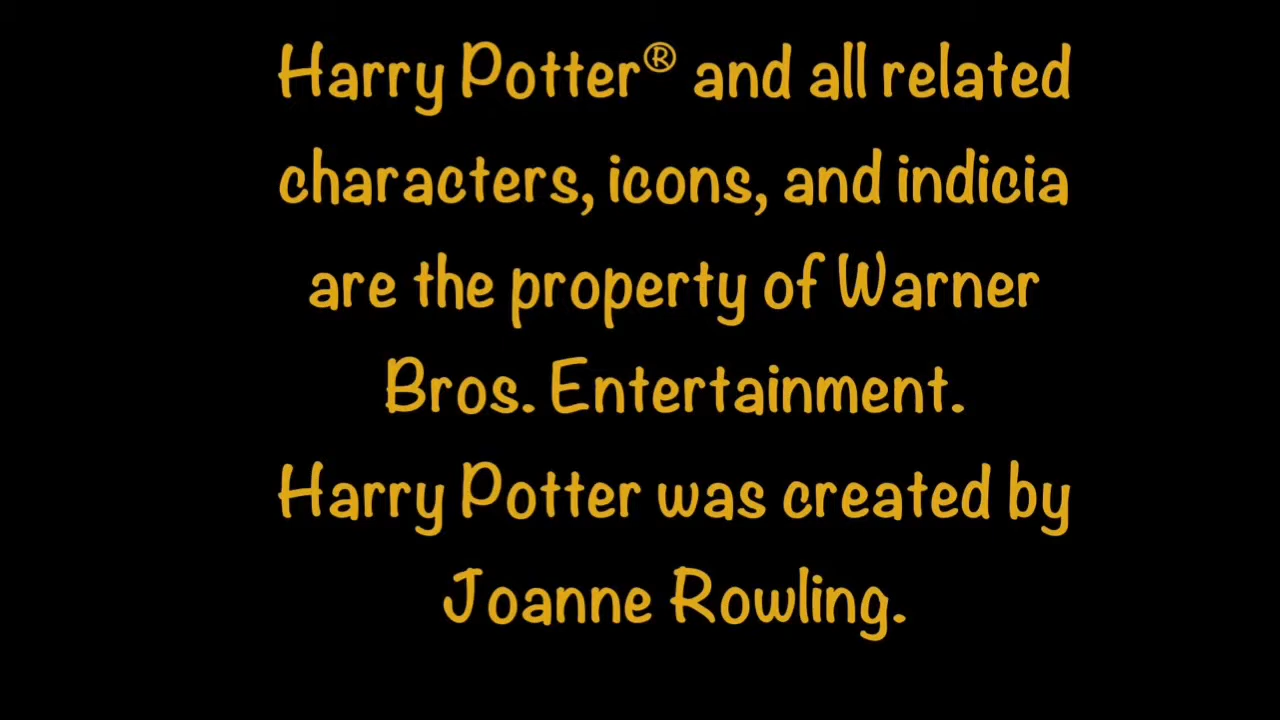 Harry Potter® and all related
characters, icons, and indicia
are the property of Warner
Bros. Entertainment.
Harry Potter was created by
Joanne Rowling.